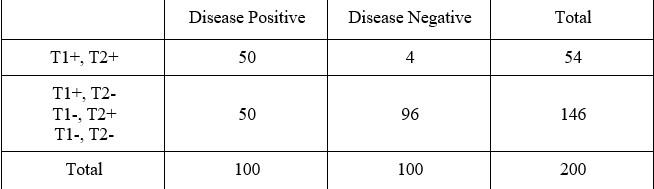 Disease Positive Disease Negative Total
T1+, T2+ 50 4 54
T1+, T2-
T1-, T2+ 50 96 146
T1-, T2-
Total 100 100 200